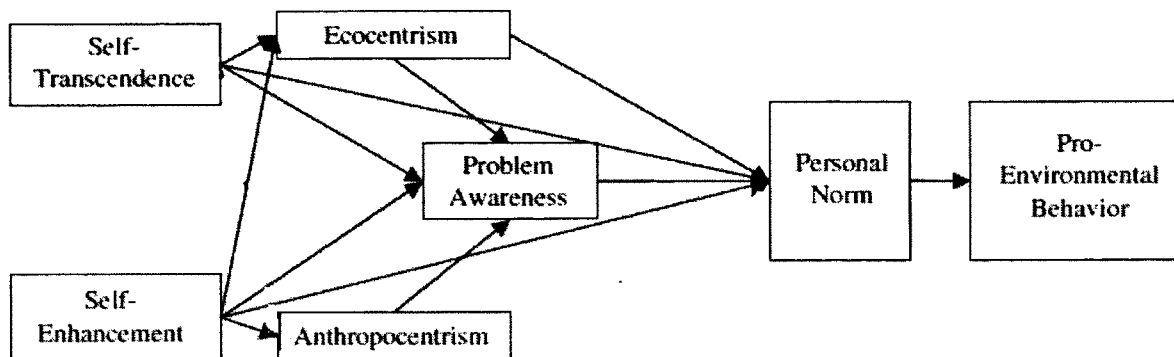 Self-
Transcendence
Ecocentrism
Problem
Awareness
Personal
Norm
Pro-
Environmental
Behavior
Self-
Enhancement
Anthropocentrism